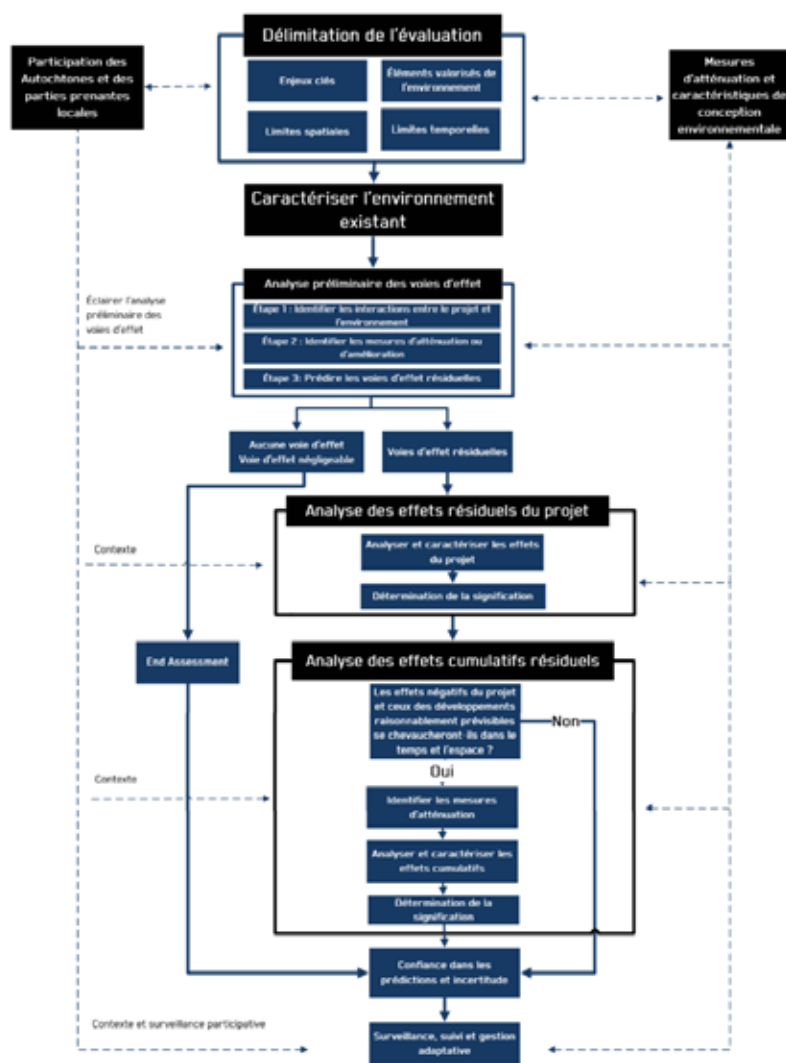 Délimitation de l'évaluation
Participation des
Autochtones et des
parties prenantes
locales
Enjeux clés
Éléments valorisés de
l'environnement
Limites spatiales
Limites temporelles
Mesures
d'atténuation et
caractéristiques de
conception
environnementale
Caractériser l'environnement
existant
Analyse préliminaire des voies d'effet
Étape 1 : Identifier les interactions entre le projet et
l'environnement
Étape 2 : Identifier les mesures d'atténuation ou
d'amélioration
Étape 3: Prédire les voies d'effet résiduelles
Éclairer l'analyse
préliminaire des
voies d'effet
Aucune voie d'effet
Voie d'effet négligeable
Voies d'effet résiduelles
Analyse des effets résiduels du projet
Analyser et caractériser les effets
du projet
Détermination de la signification
Contexte
End Assessment
Analyse des effets cumulatifs résiduels
Les effets négatifs du projet
et ceux des développements
raisonnablement prévisibles
se chevaucheront-ils dans le
temps et l'espace ?
Non
Oui
Contexte
Identifier les mesures
d'atténuation
Analyser et caractériser les
effets cumulatifs
Détermination de la
signification
Confiance dans les
prédictions et incertitude
Contexte et surveillance participative
Surveillance, suivi et gestion
adaptative